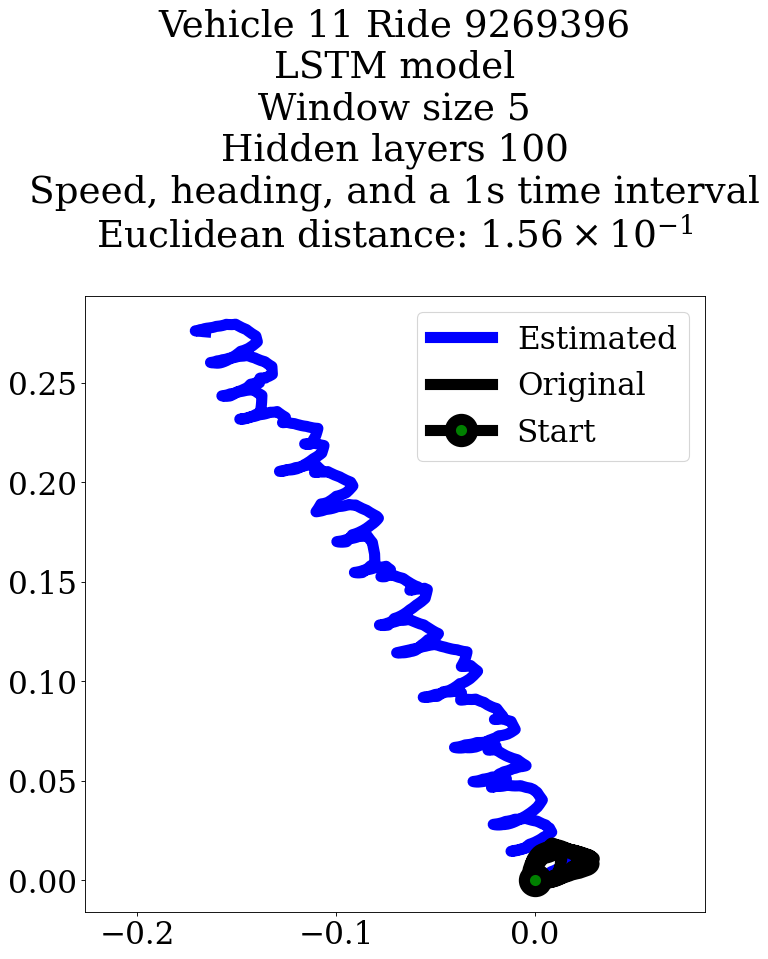 Vehicle 11 Ride 9269396
LSTM model
Window size 5
Hidden layers 100
Speed, heading, and a 1s time interval
Euclidean distance: 1.56 × 10⁻¹
Estimated
Original
Start
0.25
0.20
0.15
0.10
0.05
0.00
−0.2 −0.1 0.0